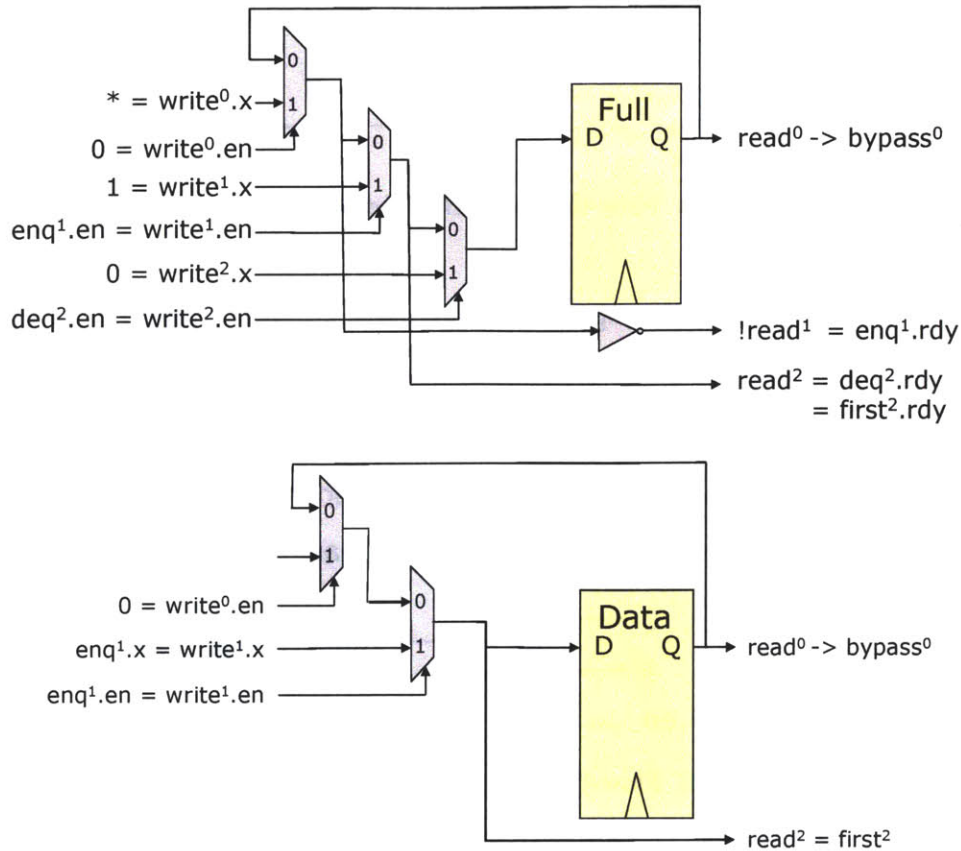 0
* = write⁰.x
1
Full
0 = write⁰.en
0
D Q
read⁰ -> bypass⁰
1 = write¹.x
1
enq¹.en = write¹.en
0
0 = write².x
1
deq².en = write².en
!read¹ = enq¹.rdy
read² = deq².rdy
= first².rdy
0
1
0 = write⁰.en
0
Data
enq¹.x = write¹.x
1
D Q
read⁰ -> bypass⁰
enq¹.en = write¹.en
read² = first²